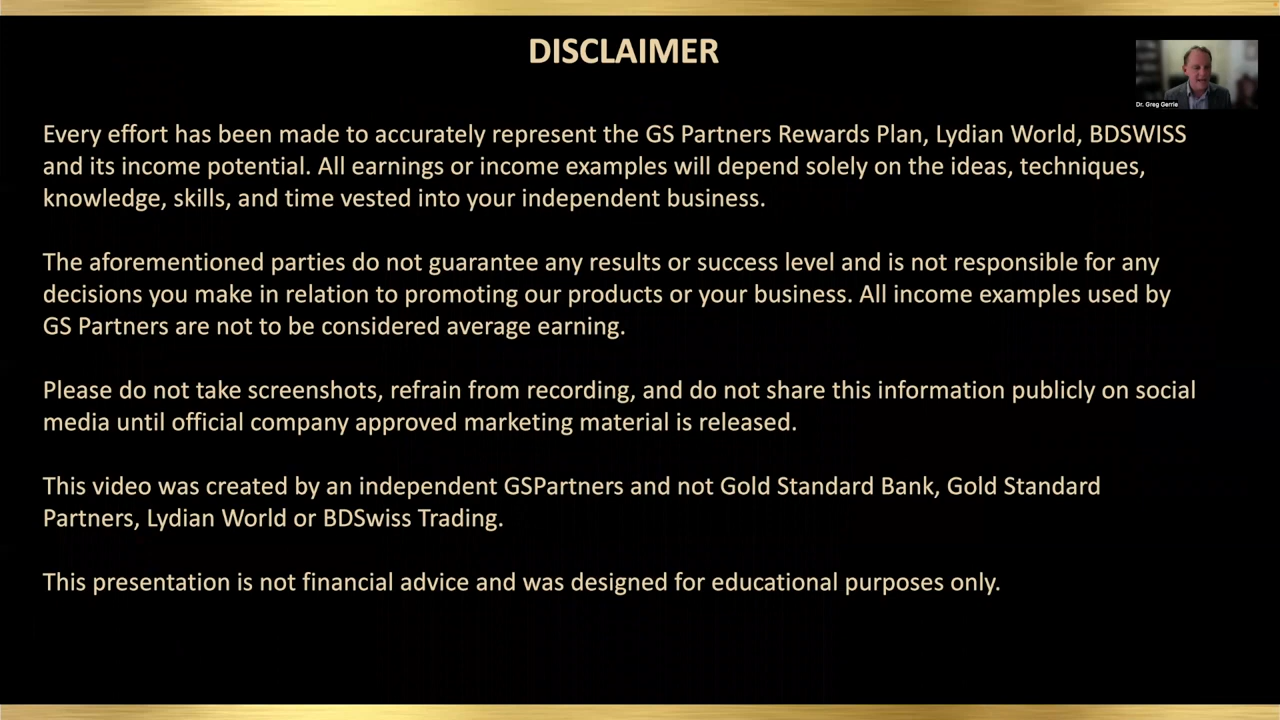 DISCLAIMER
Dr. Greg Gerrie
Every effort has been made to accurately represent the GS Partners Rewards Plan, Lydian World, BDSWISS
and its income potential. All earnings or income examples will depend solely on the ideas, techniques,
knowledge, skills, and time vested into your independent business.
The aforementioned parties do not guarantee any results or success level and is not responsible for any
decisions you make in relation to promoting our products or your business. All income examples used by
GS Partners are not to be considered average earning.
Please do not take screenshots, refrain from recording, and do not share this information publicly on social
media until official company approved marketing material is released.
This video was created by an independent GSPartners and not Gold Standard Bank, Gold Standard
Partners, Lydian World or BDSwiss Trading.
This presentation is not financial advice and was designed for educational purposes only.